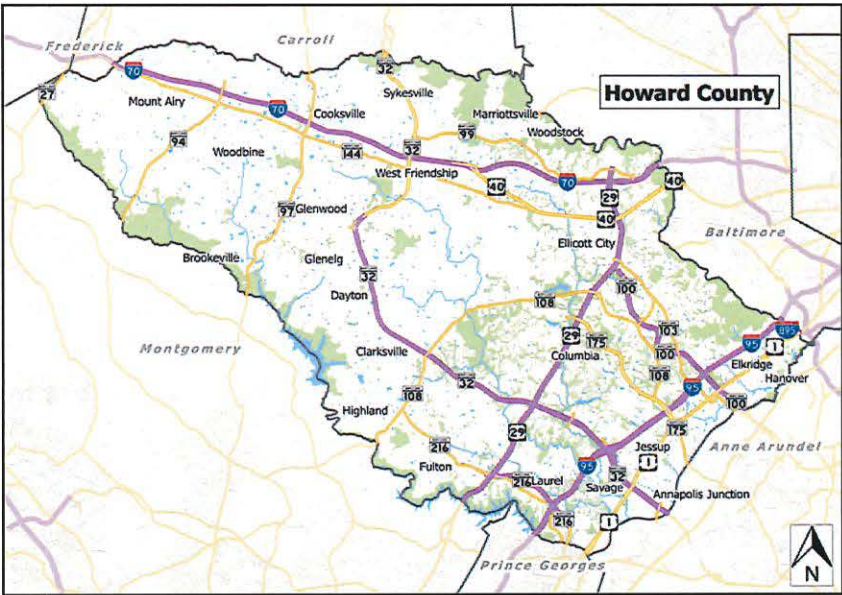 Frederick
Carroll
Howard County
70
27
Mount Airy
70
32
Sykesville
Cooksville
Marriottsville
99
Woodstock
94
Woodbine
144
32
West Friendship
40
70
29
40
40
97
Glenwood
Ellicott City
Baltimore
Brookeville
Glenelg
32
Dayton
100
108
Montgomery
Clarksville
29
175
Columbia
103
100
108
95
895
1
Elkridge
Hanover
32
95
100
108
Highland
29
175
216
Fulton
Jessup
Anne Arundel
95
1
216
Laurel
Savage
32
Annapolis Junction
216
1
Prince Georges
N